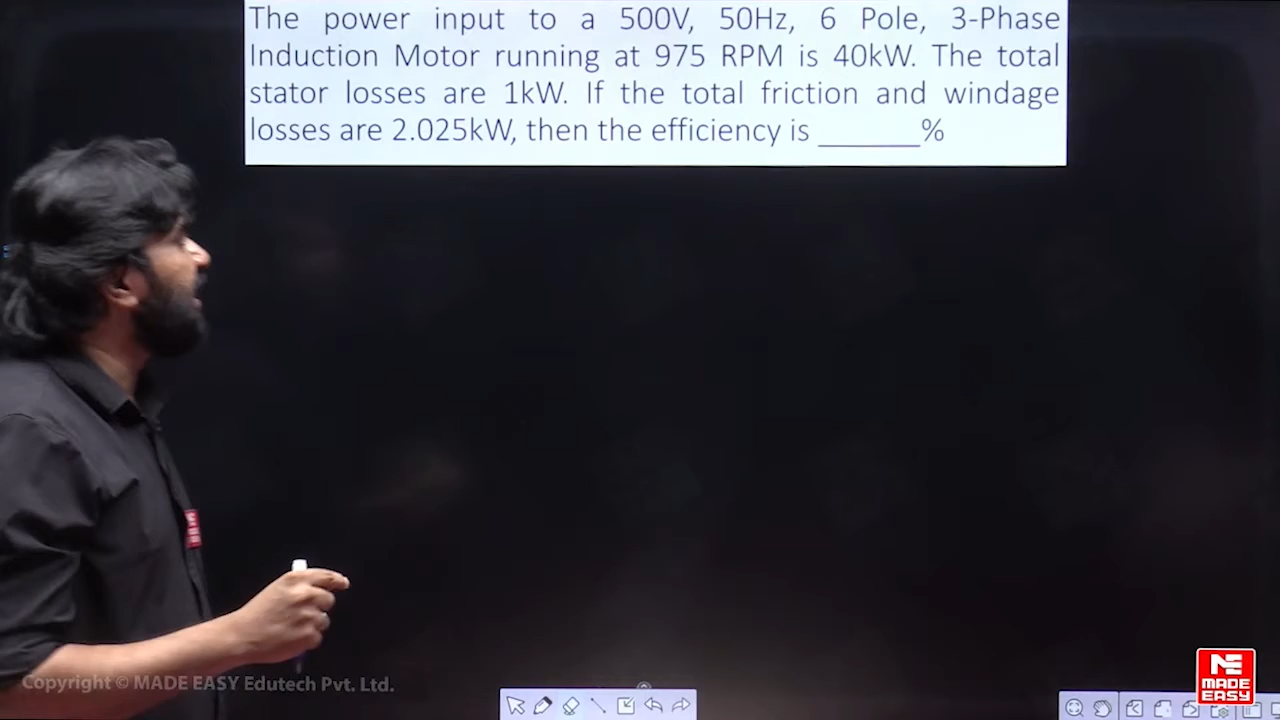 The power input to a 500V, 50Hz, 6 Pole, 3-Phase
Induction Motor running at 975 RPM is 40kW. The total
stator losses are 1kW. If the total friction and windage
losses are 2.025kW, then the efficiency is _______%
Copyright © MADE EASY Edutech Pvt. Ltd.
MADE
EASY